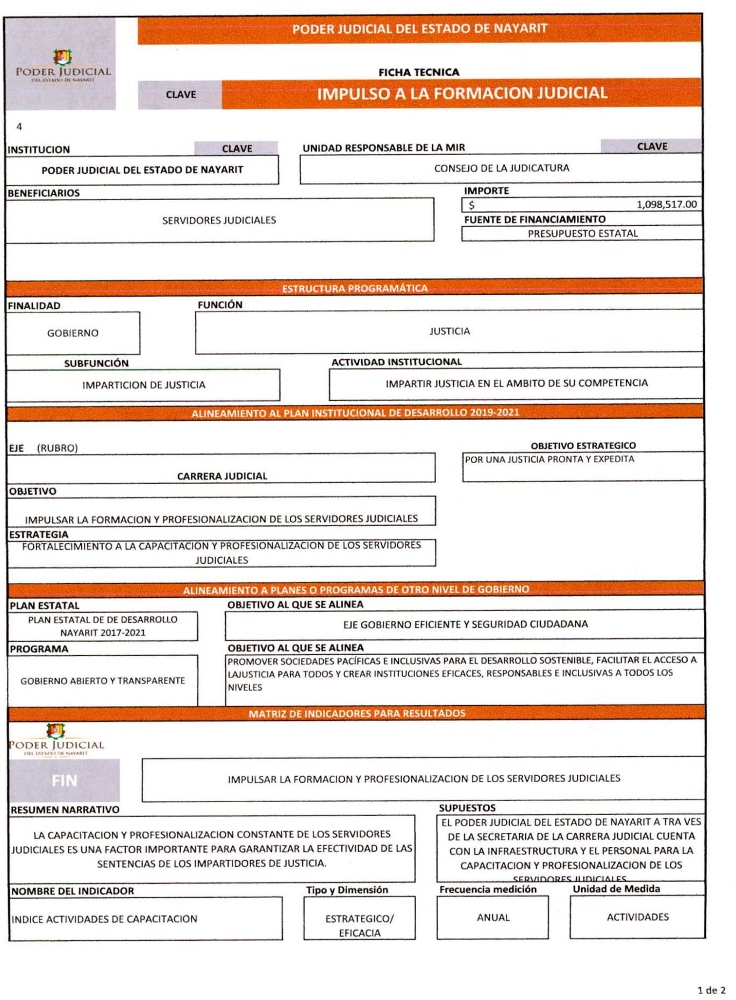 PODER JUDICIAL DEL ESTADO DE NAYARIT
PODER JUDICIAL
DEL ESTADO DE NAYARIT
FICHA TECNICA
CLAVE
IMPULSO A LA FORMACION JUDICIAL
4
INSTITUCION
CLAVE
UNIDAD RESPONSABLE DE LA MIR
CLAVE
PODER JUDICIAL DEL ESTADO DE NAYARIT
CONSEJO DE LA JUDICATURA
BENEFICIARIOS
IMPORTE
SERVIDORES JUDICIALES
$ 1,098,517.00
FUENTE DE FINANCIAMIENTO
PRESUPUESTO ESTATAL
ESTRUCTURA PROGRAMÁTICA
FINALIDAD
FUNCIÓN
GOBIERNO
JUSTICIA
SUBFUNCIÓN
ACTIVIDAD INSTITUCIONAL
IMPARTICION DE JUSTICIA
IMPARTIR JUSTICIA EN EL AMBITO DE SU COMPETENCIA
ALINEAMIENTO AL PLAN INSTITUCIONAL DE DESARROLLO 2019-2021
EJE (RUBRO)
OBJETIVO ESTRATEGICO
CARRERA JUDICIAL
POR UNA JUSTICIA PRONTA Y EXPEDITA
OBJETIVO
IMPULSAR LA FORMACION Y PROFESIONALIZACION DE LOS SERVIDORES JUDICIALES
ESTRATEGIA
FORTALECIMIENTO A LA CAPACITACION Y PROFESIONALIZACION DE LOS SERVIDORES
JUDICIALES
ALINEAMIENTO A PLANES O PROGRAMAS DE OTRO NIVEL DE GOBIERNO
PLAN ESTATAL
OBJETIVO AL QUE SE ALINEA
PLAN ESTATAL DE DE DESARROLLO
NAYARIT 2017-2021
EJE GOBIERNO EFICIENTE Y SEGURIDAD CIUDADANA
PROGRAMA
OBJETIVO AL QUE SE ALINEA
GOBIERNO ABIERTO Y TRANSPARENTE
PROMOVER SOCIEDADES PACÍFICAS E INCLUSIVAS PARA EL DESARROLLO SOSTENIBLE, FACILITAR EL ACCESO A
LAJUSTICIA PARA TODOS Y CREAR INSTITUCIONES EFICACES, RESPONSABLES E INCLUSIVAS A TODOS LOS
NIVELES
MATRIZ DE INDICADORES PARA RESULTADOS
PODER JUDICIAL
DEL ESTADO DE NAYARIT
FIN
IMPULSAR LA FORMACION Y PROFESIONALIZACION DE LOS SERVIDORES JUDICIALES
RESUMEN NARRATIVO
SUPUESTOS
LA CAPACITACION Y PROFESIONALIZACION CONSTANTE DE LOS SERVIDORES
JUDICIALES ES UNA FACTOR IMPORTANTE PARA GARANTIZAR LA EFECTIVIDAD DE LAS
SENTENCIAS DE LOS IMPARTIDORES DE JUSTICIA.
EL PODER JUDICIAL DEL ESTADO DE NAYARIT A TRA VES
DE LA SECRETARIA DE LA CARRERA JUDICIAL CUENTA
CON LA INFRAESTRUCTURA Y EL PERSONAL PARA LA
CAPACITACION Y PROFESIONALIZACION DE LOS
SERVIDORES JUDICIALES
NOMBRE DEL INDICADOR
Tipo y Dimensión
Frecuencia medición
Unidad de Medida
INDICE ACTIVIDADES DE CAPACITACION
ESTRATEGICO/
EFICACIA
ANUAL
ACTIVIDADES
1 de 2